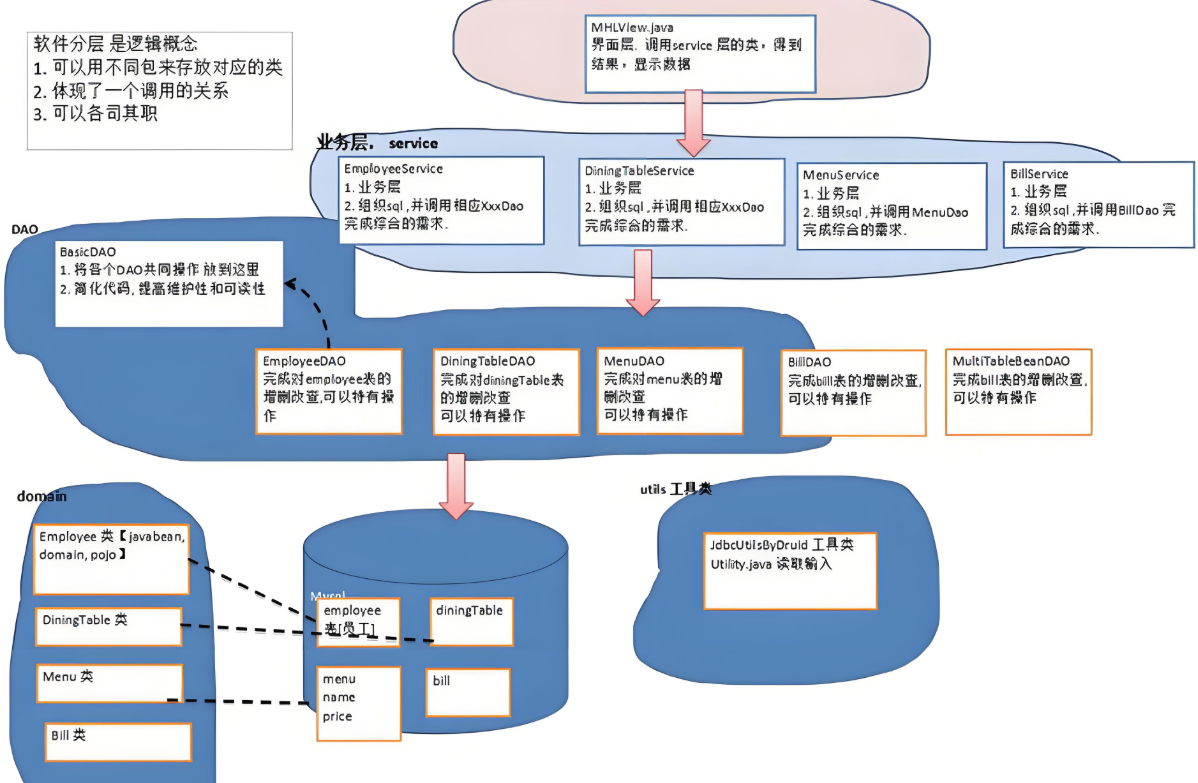 软件分层 是逻辑概念
1. 可以用不同包来存放对应的类
2. 体现了一个调用的关系
3. 可以各司其职
MHLView.java
界面层. 调用service 层的类，得到
结果，显示数据
业务层. service
EmployeeService
1. 业务层
2. 组织sql ,并调用相应XxxDao
完成综合的需求.
DiningTableService
1. 业务层
2. 组织sql ,并调用相应XxxDao
完成综合的需求.
MenuService
1. 业务层
2. 组织sql ,并调用MenuDao
完成综合的需求.
BillService
1. 业务层
2. 组织sql ,并调用BillDao 完
成综合的需求.
DAO
BasicDAO
1. 将各个DAO共同操作 放到这里
2. 简化代码, 提高维护性和可读性
EmployeeDAO
完成对employee表的
增删改查,可以特有操
作
DiningTableDAO
完成对diningTable表
的增删改查
可以特有操作
MenuDAO
完成对menu表的增
删改查
可以特有操作
BillDAO
完成bill表的增删改查,
可以特有操作
MultiTableBeanDAO
完成bill表的增删改查,
可以特有操作
domain
Employee 类【javabean,
domain, pojo】
DiningTable 类
Menu 类
Bill 类
Mysql
employee
表[员工]
diningTable
menu
name
price
bill
utils 工具类
JdbcUtilsByDruid 工具类
Utility.java 读取输入